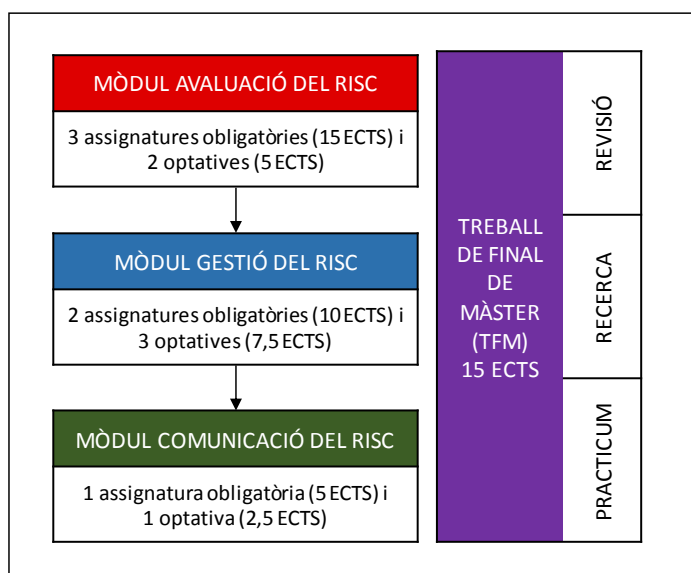 MÒDUL AVALUACIÓ DEL RISC
3 assignatures obligatòries (15 ECTS) i
2 optatives (5 ECTS)
MÒDUL GESTIÓ DEL RISC
2 assignatures obligatòries (10 ECTS) i
3 optatives (7,5 ECTS)
MÒDUL COMUNICACIÓ DEL RISC
1 assignatura obligatòria (5 ECTS) i
1 optativa (2,5 ECTS)
TREBALL
DE FINAL
DE
MÀSTER
(TFM)
15 ECTS
REVISIÓ
RECERCA
PRACTICUM